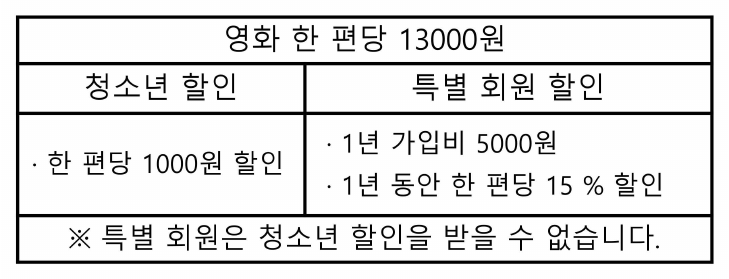 영화 한 편당 13000원
청소년 할인
특별 회원 할인
· 한 편당 1000원 할인
· 1년 가입비 5000원
· 1년 동안 한 편당 15 % 할인
※ 특별 회원은 청소년 할인을 받을 수 없습니다.